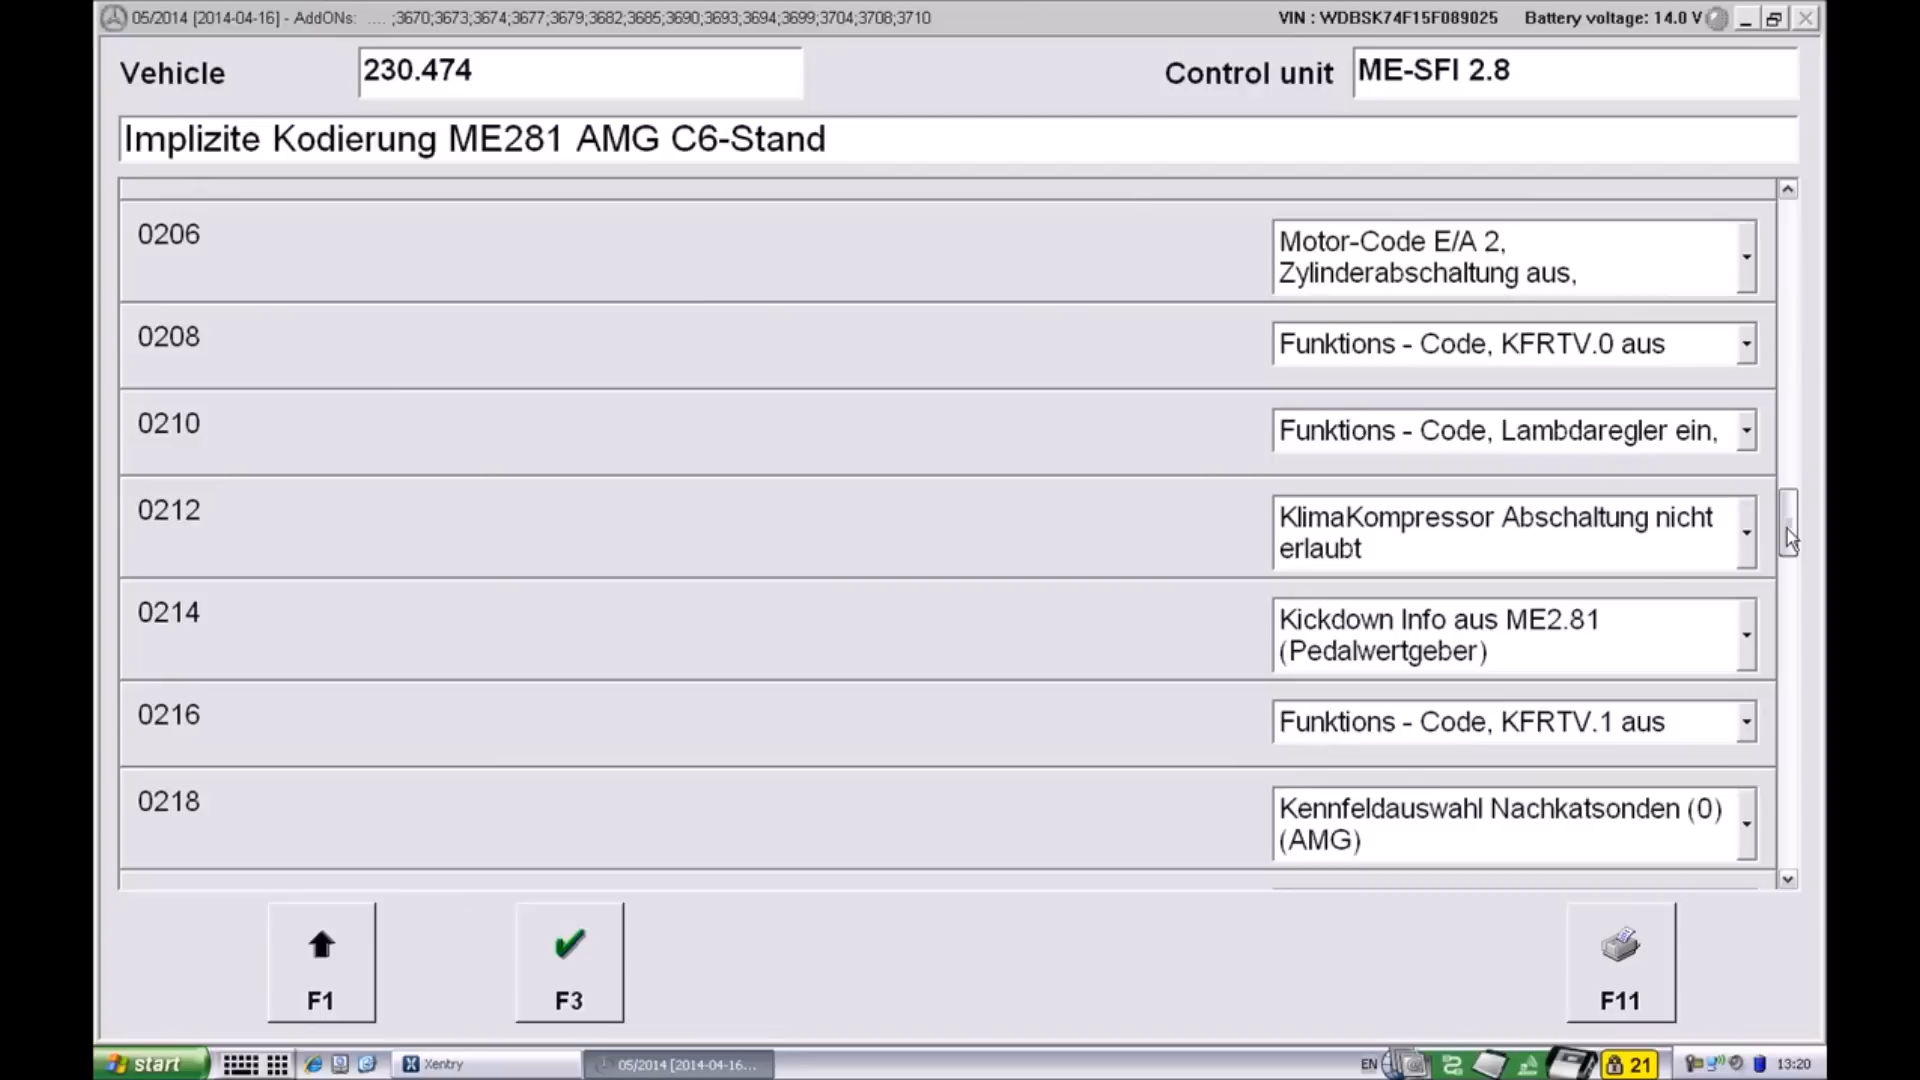 05/2014 [2014-04-16] - AddONs: .... ;3670;3673;3674;3677;3679;3682;3685;3690;3693;3694;3699;3704;3708;3710 VIN : WDBSK74F15F089025 Battery voltage: 14.0 V
Vehicle 230.474 Control unit ME-SFI 2.8
Implizite Kodierung ME281 AMG C6-Stand
0206 Motor-Code E/A 2,
Zylinderabschaltung aus,
0208 Funktions - Code, KFRTV.0 aus
0210 Funktions - Code, Lambdaregler ein,
0212 KlimaKompressor Abschaltung nicht
erlaubt
0214 Kickdown Info aus ME2.81
(Pedalwertgeber)
0216 Funktions - Code, KFRTV.1 aus
0218 Kennfeldauswahl Nachkatsonden (0)
(AMG)
F1 F3 F11
start Xentry 05/2014 [2014-04-16... EN 21 13:20